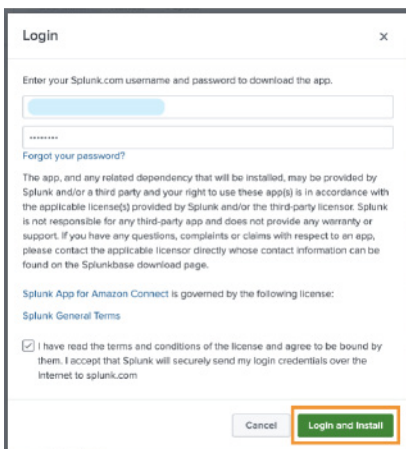 Login
×
Enter your Splunk.com username and password to download the app.
········
Forgot your password?
The app, and any related dependency that will be installed, may be provided by
Splunk and/or a third party and your right to use these app(s) is in accordance with
the applicable license(s) provided by Splunk and/or the third-party licensor. Splunk
is not responsible for any third-party app and does not provide any warranty or
support. If you have any questions, complaints or claims with respect to an app,
please contact the applicable licensor directly whose contact information can be
found on the Splunkbase download page.
Splunk App for Amazon Connect is governed by the following license:
Splunk General Terms
I have read the terms and conditions of the license and agree to be bound by
them. I accept that Splunk will securely send my login credentials over the
Internet to splunk.com
Cancel Login and Install